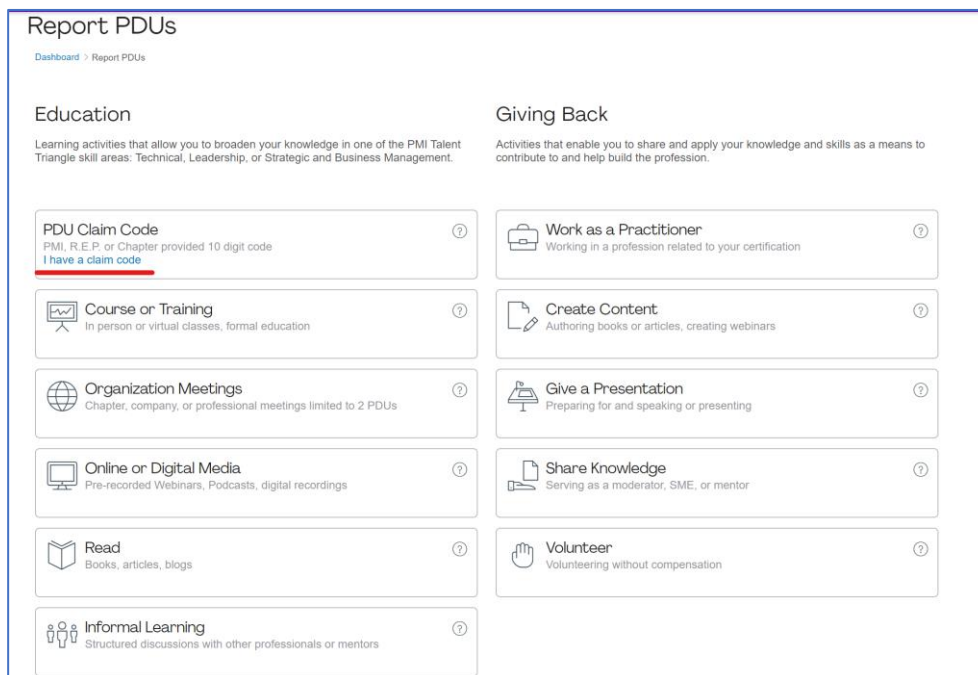 Report PDUs
Dashboard > Report PDUs
Education
Learning activities that allow you to broaden your knowledge in one of the PMI Talent
Triangle skill areas: Technical, Leadership, or Strategic and Business Management.
PDU Claim Code
?
PMI, R.E.P. or Chapter provided 10 digit code
I have a claim code
Course or Training
?
In person or virtual classes, formal education
Organization Meetings
?
Chapter, company, or professional meetings limited to 2 PDUs
Online or Digital Media
?
Pre-recorded Webinars, Podcasts, digital recordings
Read
?
Books, articles, blogs
Informal Learning
?
Structured discussions with other professionals or mentors
Giving Back
Activities that enable you to share and apply your knowledge and skills as a means to
contribute to and help build the profession.
Work as a Practitioner
?
Working in a profession related to your certification
Create Content
?
Authoring books or articles, creating webinars
Give a Presentation
?
Preparing for and speaking or presenting
Share Knowledge
?
Serving as a moderator, SME, or mentor
Volunteer
?
Volunteering without compensation